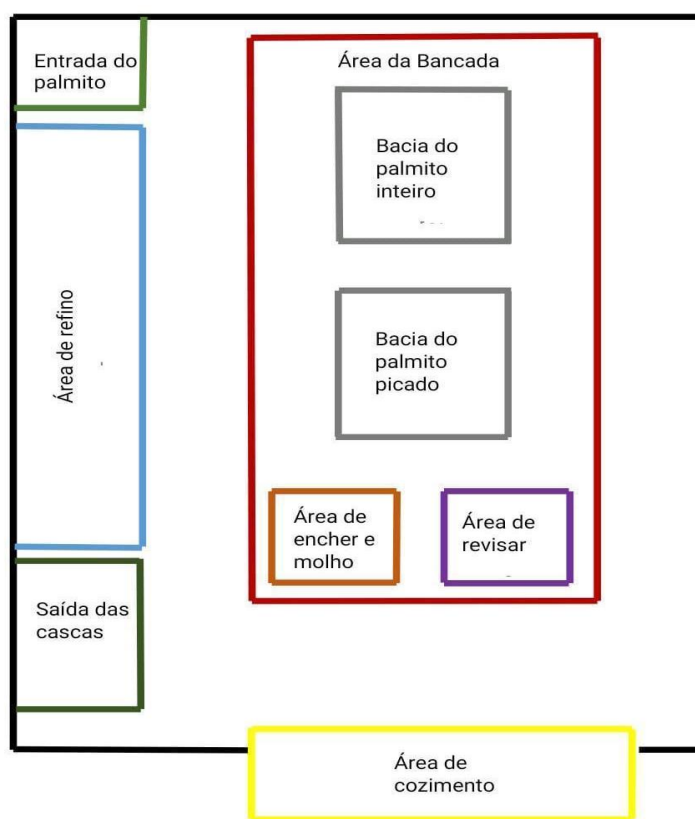 Entrada do
palmito
Área da Bancada
Bacia do
palmito
inteiro
Área de refino
Bacia do
palmito
picado
Área de
encher e
molho
Área de
revisar
Saída das
cascas
Área de
cozimento